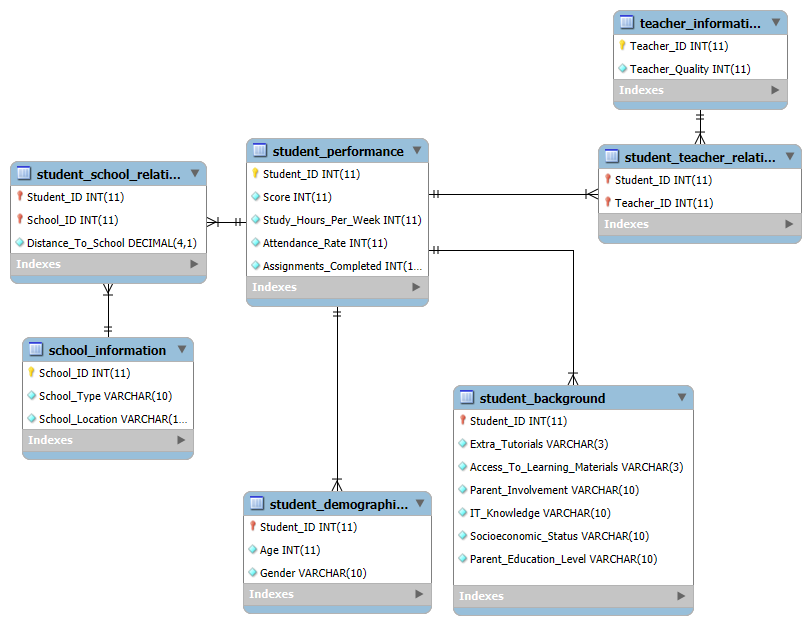 teacher_informati...
Teacher_ID INT(11)
Teacher_Quality INT(11)
Indexes
student_performance
Student_ID INT(11)
Score INT(11)
Study_Hours_Per_Week INT(11)
Attendance_Rate INT(11)
Assignments_Completed INT(1...
Indexes
student_teacher_relati...
Student_ID INT(11)
Teacher_ID INT(11)
Indexes
student_school_relati...
Student_ID INT(11)
School_ID INT(11)
Distance_To_School DECIMAL(4,1)
Indexes
school_information
School_ID INT(11)
School_Type VARCHAR(10)
School_Location VARCHAR(1...
Indexes
student_background
Student_ID INT(11)
Extra_Tutorials VARCHAR(3)
Access_To_Learning_Materials VARCHAR(3)
Parent_Involvement VARCHAR(10)
IT_Knowledge VARCHAR(10)
Socioeconomic_Status VARCHAR(10)
Parent_Education_Level VARCHAR(10)
Indexes
student_demographi...
Student_ID INT(11)
Age INT(11)
Gender VARCHAR(10)
Indexes